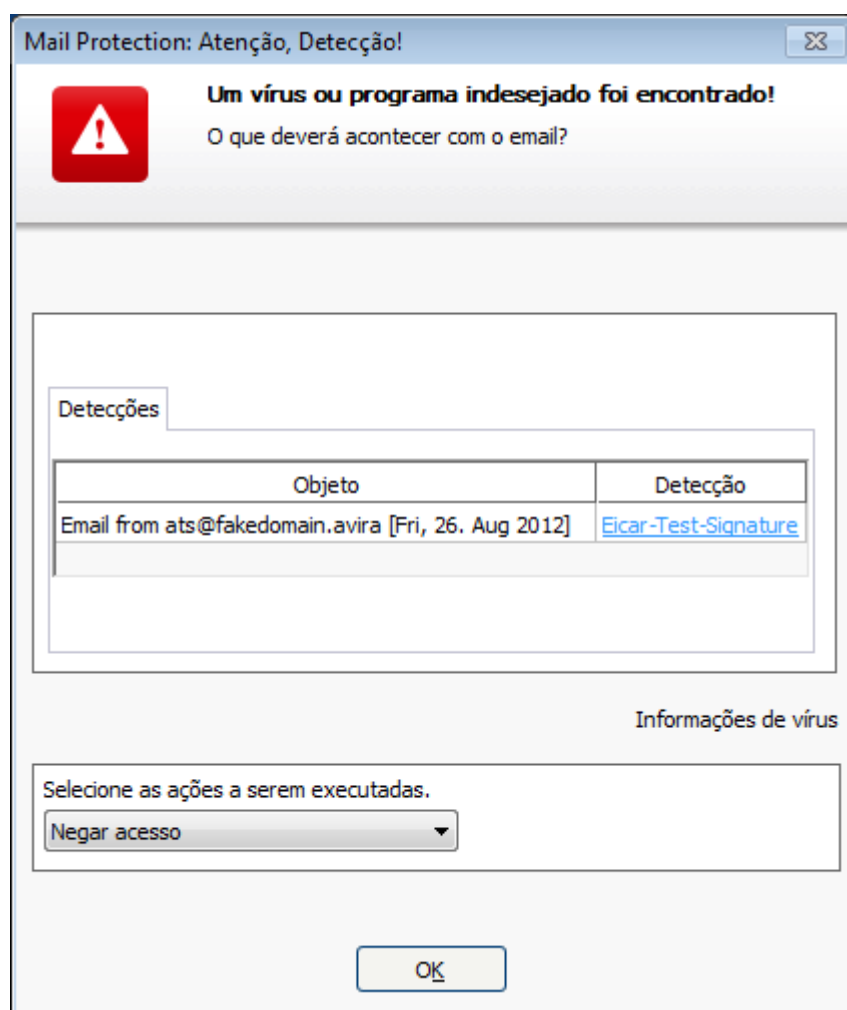 Mail Protection: Atenção, Detecção!
Um vírus ou programa indesejado foi encontrado!
O que deverá acontecer com o email?
Detecções
Objeto Detecção
Email from ats@fakedomain.avira [Fri, 26. Aug 2012] Eicar-Test-Signature
Informações de vírus
Selecione as ações a serem executadas.
Negar acesso
OK